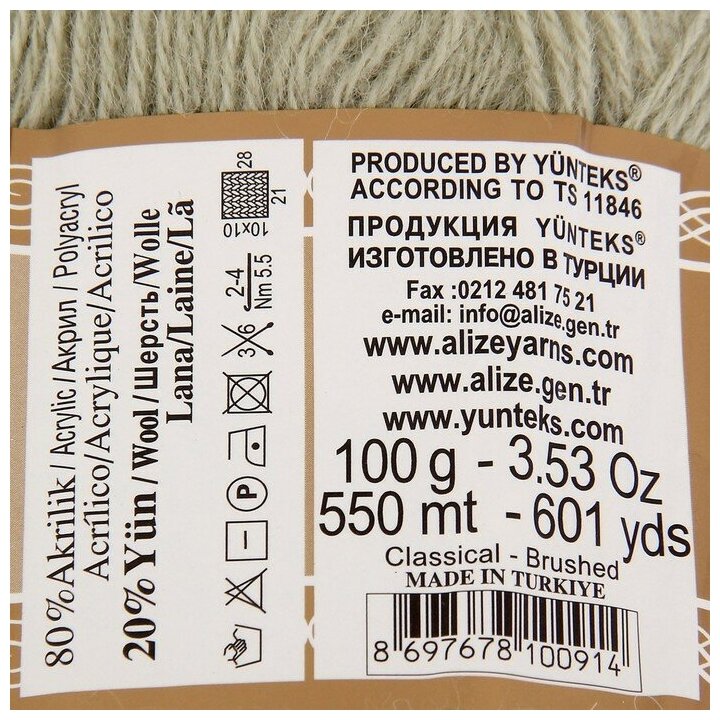 80%Akrilik / Acrylic /Акрил / Polyacryl
Acrílico/Acrylique/Acrilico
20%Yün / Wool / Шерсть/Wolle
Lana/Laine/Lã
28
21
10x10
2-4
Nm 5.5
3 6
P
PRODUCED BY YÜNTEKS®
ACCORDING TO TS 11846
ПРОДУКЦИЯ YÜNTEKS®
ИЗГОТОВЛЕНО В ТУРЦИИ
Fax :0212 481 75 21
e-mail: info@alize.gen.tr
www.alizeyarns.com
www.alize.gen.tr
www.yunteks.com
100 g - 3.53 Oz
550 mt - 601 yds
Classical - Brushed
MADE IN TURKIYE
8 697678 100914